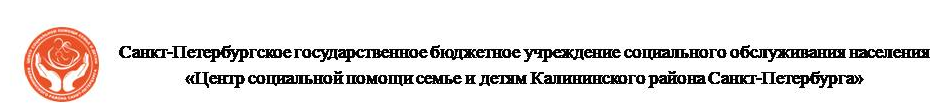 Санкт-Петербургское государственное бюджетное учреждение социального обслуживания населения
«Центр социальной помощи семье и детям Калининского района Санкт-Петербурга»